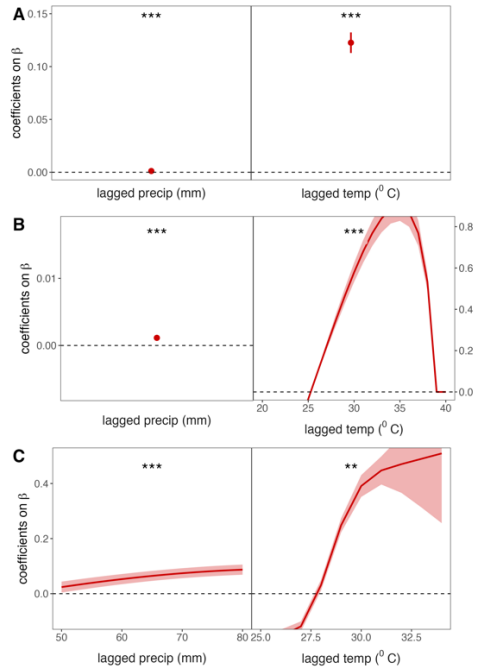 A
0.15
0.10
0.05
0.00
coefficients on β
***
***
lagged precip (mm)
lagged temp (⁰ C)
B
0.01
0.00
coefficients on β
***
***
0.8
0.6
0.4
0.2
0.0
20 25 30 35 40
lagged precip (mm)
lagged temp (⁰ C)
C
0.4
0.2
0.0
coefficients on β
***
**
50 60 70 80 25.0 27.5 30.0 32.5
lagged precip (mm)
lagged temp (⁰ C)